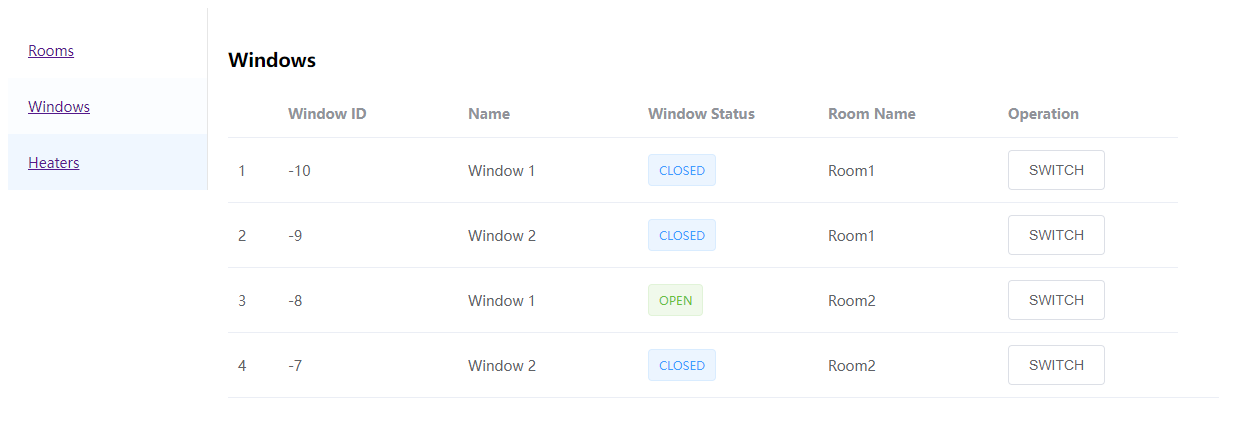 Rooms
Windows
Heaters
Windows
Window ID Name Window Status Room Name Operation
1 -10 Window 1 CLOSED Room1 SWITCH
2 -9 Window 2 CLOSED Room1 SWITCH
3 -8 Window 1 OPEN Room2 SWITCH
4 -7 Window 2 CLOSED Room2 SWITCH